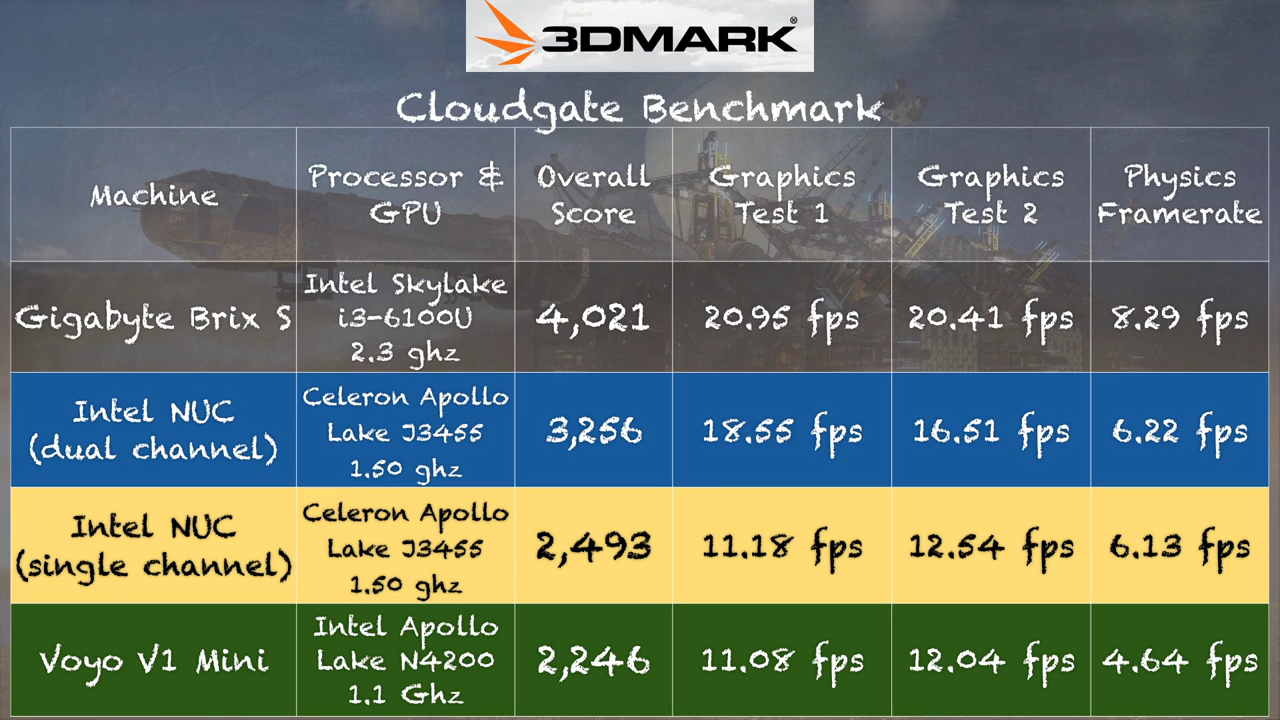 3DMARK®
Cloudgate Benchmark
Machine
Processor &
GPU
Overall
Score
Graphics
Test 1
Graphics
Test 2
Physics
Framerate
Gigabyte Brix S
Intel Skylake
i3-6100U
2.3 ghz
4,021
20.95 fps
20.41 fps
8.29 fps
Intel NUC
(dual channel)
Celeron Apollo
Lake J3455
1.50 ghz
3,256
18.55 fps
16.51 fps
6.22 fps
Intel NUC
(single channel)
Celeron Apollo
Lake J3455
1.50 ghz
2,493
11.18 fps
12.54 fps
6.13 fps
Voyo V1 Mini
Intel Apollo
Lake N4200
1.1 Ghz
2,246
11.08 fps
12.04 fps
4.64 fps